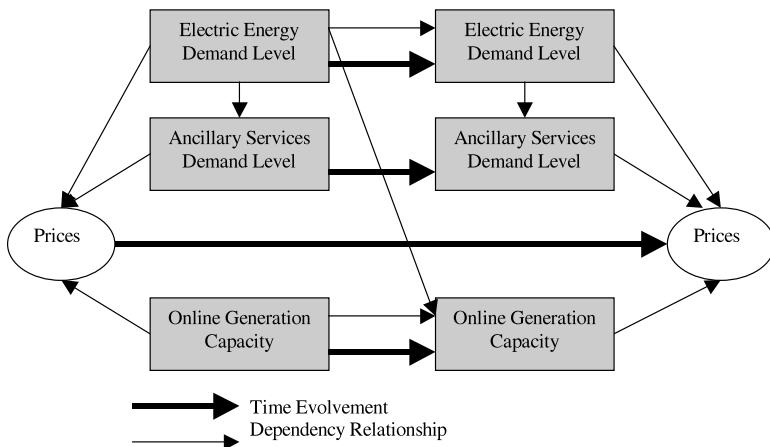 Electric Energy
Demand Level
Electric Energy
Demand Level
Ancillary Services
Demand Level
Ancillary Services
Demand Level
Prices
Prices
Online Generation
Capacity
Online Generation
Capacity
Time Evolvement
Dependency Relationship